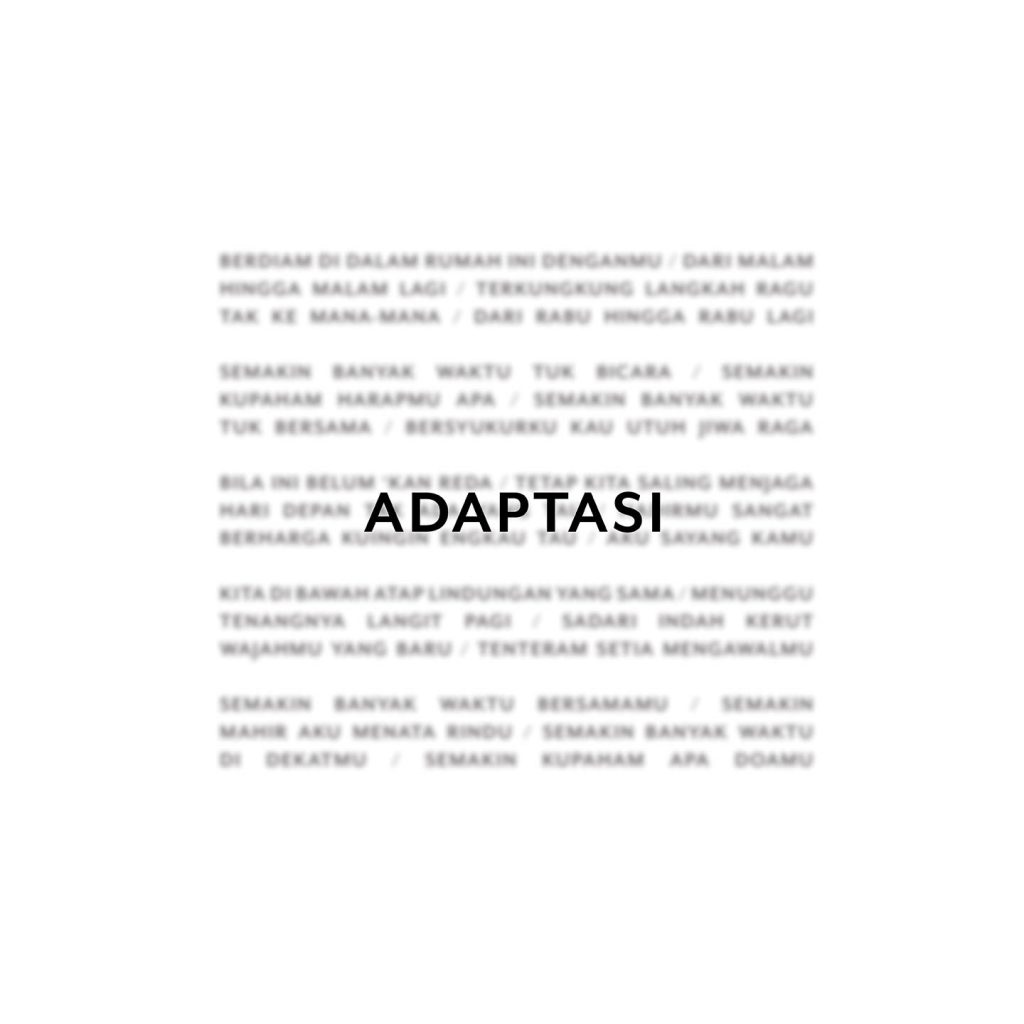 BERDIAM DI DALAM RUMAH INI DENGANMU / DARI MALAM
HINGGA MALAM LAGI / TERKUNGKUNG LANGKAH RAGU
TAK KE MANA-MANA / DARI RABU HINGGA RABU LAGI
SEMAKIN BANYAK WAKTU TUK BICARA / SEMAKIN
KUPAHAM HARAPMU APA / SEMAKIN BANYAK WAKTU
TUK BERSAMA / BERSYUKURKU KAU UTUH JIWA RAGA
BILA INI BELUM 'KAN REDA / TETAP KITA SALING MENJAGA
ADAPTASI
HARI DEPAN SANGAT
BERHARGA KUINGIN ENGKAU TAU / AKU SAYANG KAMU
KITA DI BAWAH ATAP LINDUNGAN YANG SAMA / MENUNGGU
TENANGNYA LANGIT PAGI / SADARI INDAH KERUT
WAJAHMU YANG BARU / TENTERAM SETIA MENGAWALMU
SEMAKIN BANYAK WAKTU BERSAMAMU / SEMAKIN
MAHIR AKU MENATA RINDU / SEMAKIN BANYAK WAKTU
DI DEKATMU / SEMAKIN KUPAHAM APA DOAMU